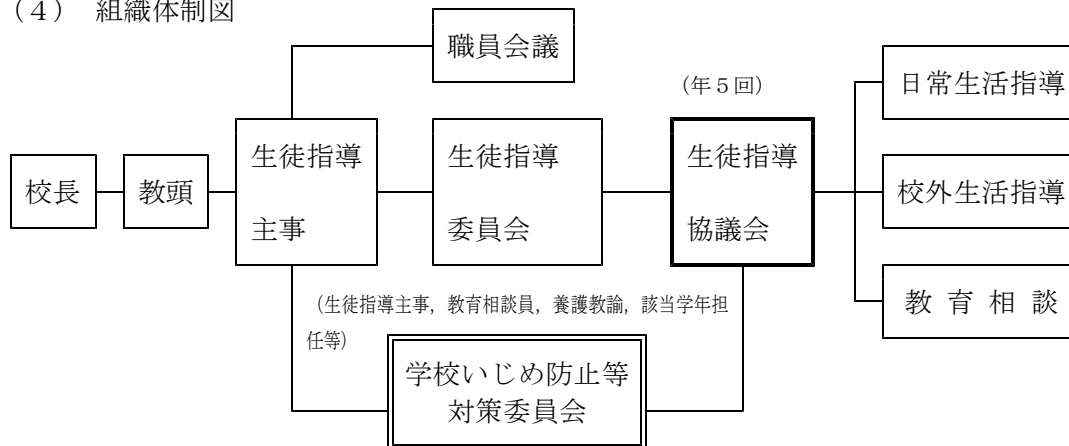 （４） 組織体制図
職員会議
（年５回）
日常生活指導
校長
教頭
生徒指導
主事
生徒指導
委員会
生徒指導
協議会
校外生活指導
教 育 相 談
（生徒指導主事，教育相談員，養護教諭，該当学年担
任等）
学校いじめ防止等
対策委員会